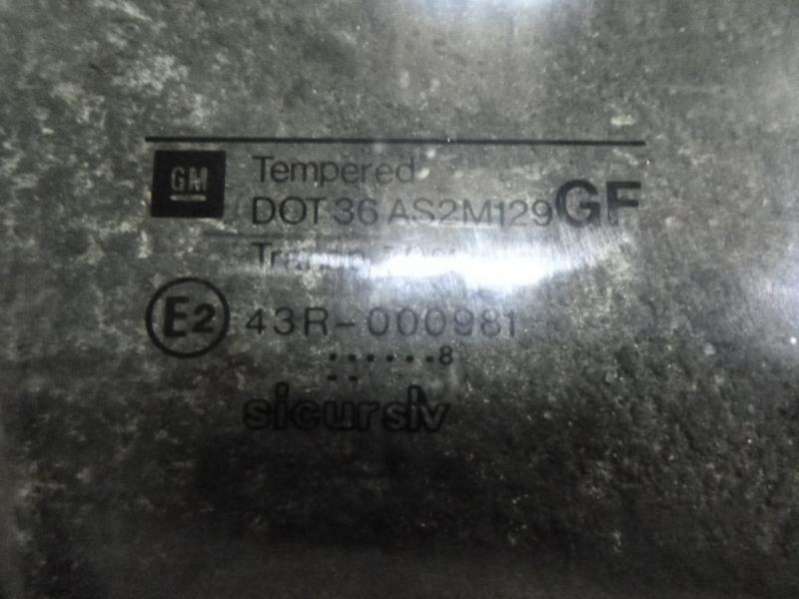 GM
Tempered
DOT 36 AS2M129 GF
E2 43R-000981
......8
sicursiv